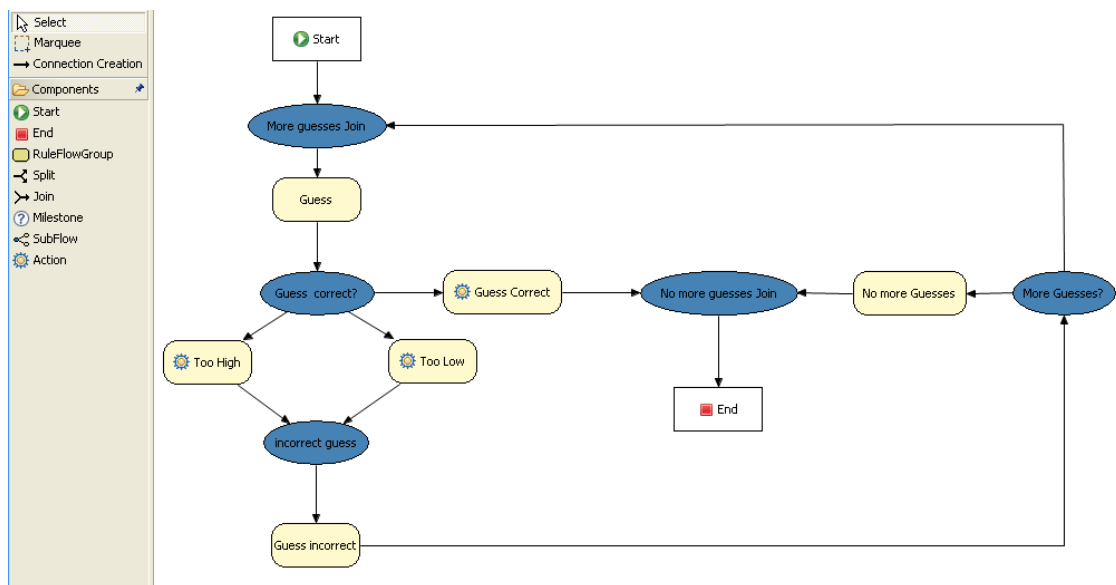 Select
Marquee
Connection Creation
Components
Start
End
RuleFlowGroup
Split
Join
Milestone
SubFlow
Action
Start
More guesses Join
Guess
Guess correct?
Guess Correct
No more guesses Join
No more Guesses
More Guesses?
Too High
Too Low
End
incorrect guess
Guess incorrect